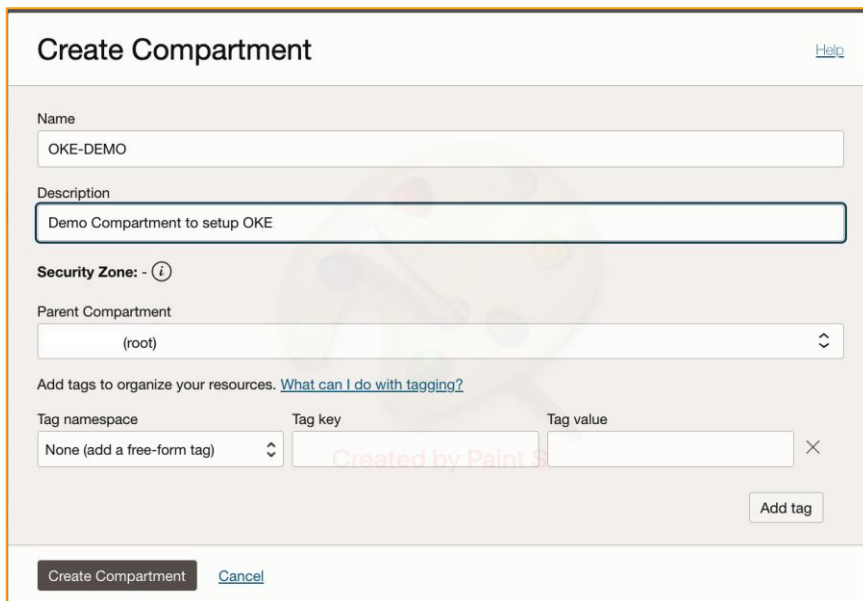 Create Compartment
Help
Name
OKE-DEMO
Description
Demo Compartment to setup OKE
Security Zone: - i
Parent Compartment
(root)
Add tags to organize your resources. What can I do with tagging?
Tag namespace Tag key Tag value
None (add a free-form tag)
Created by Paint S
Add tag
Create Compartment Cancel